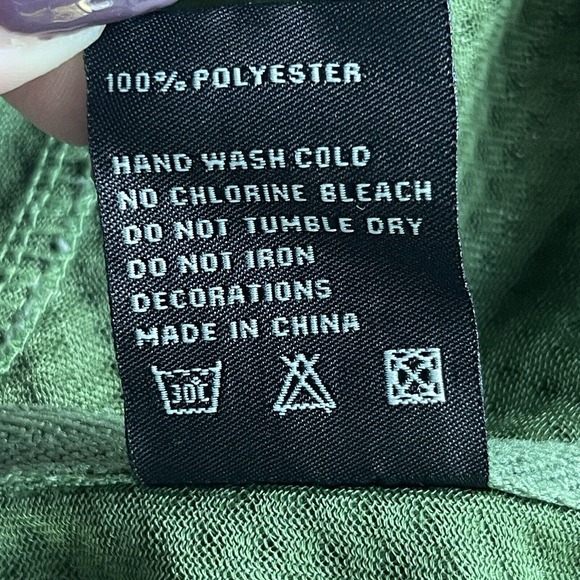 100% POLYESTER
HAND WASH COLD
NO CHLORINE BLEACH
DO NOT TUMBLE DRY
DO NOT IRON
DECORATIONS
MADE IN CHINA
30C